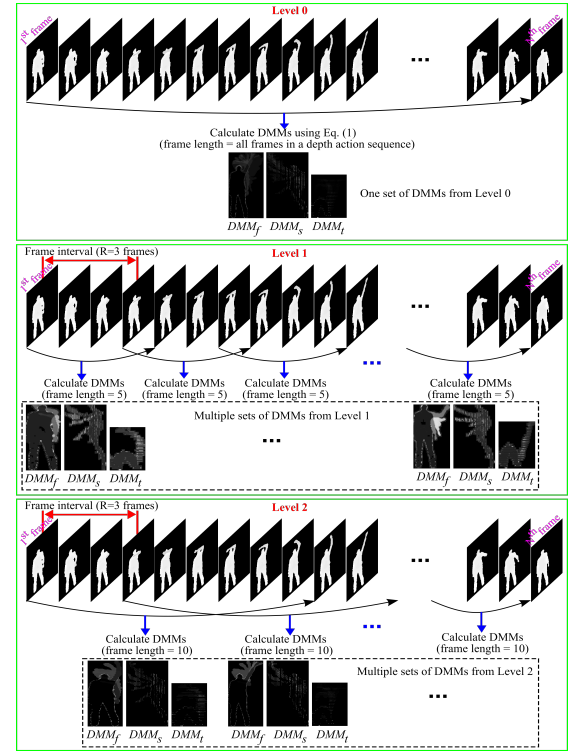 Level 0
1st frame
Nth frame
...
Calculate DMMs using Eq. (1)
(frame length = all frames in a depth action sequence)
One set of DMMs from Level 0
DMMf DMMs DMMt
Level 1
Frame interval (R=3 frames)
1st frame
Nth frame
...
...
Calculate DMMs Calculate DMMs Calculate DMMs Calculate DMMs
(frame length = 5) (frame length = 5) (frame length = 5) (frame length = 5)
Multiple sets of DMMs from Level 1
...
DMMf DMMs DMMt DMMf DMMs DMMt
Level 2
Frame interval (R=3 frames)
1st frame
Nth frame
...
...
Calculate DMMs Calculate DMMs Calculate DMMs
(frame length = 10) (frame length = 10) (frame length = 10)
Multiple sets of DMMs from Level 2
...
DMMf DMMs DMMt DMMf DMMs DMMt